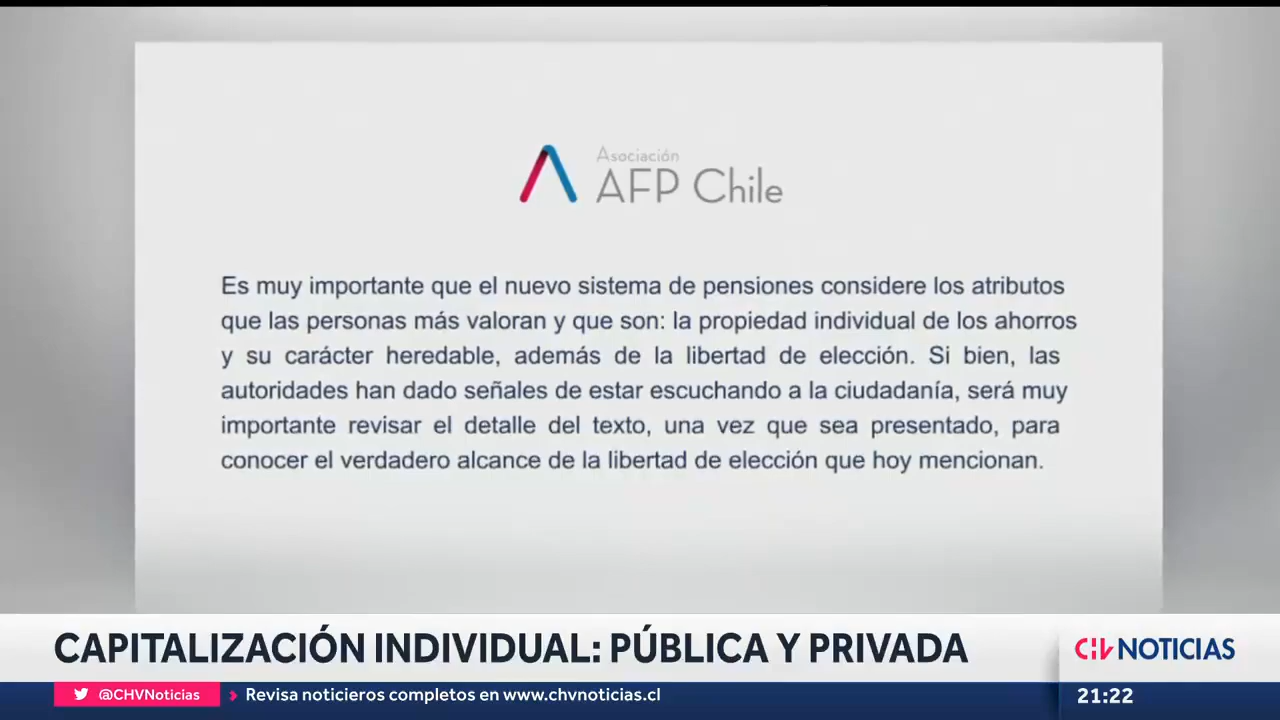 Asociación
AFP Chile
Es muy importante que el nuevo sistema de pensiones considere los atributos
que las personas más valoran y que son: la propiedad individual de los ahorros
y su carácter heredable, además de la libertad de elección. Si bien, las
autoridades han dado señales de estar escuchando a la ciudadanía, será muy
importante revisar el detalle del texto, una vez que sea presentado, para
conocer el verdadero alcance de la libertad de elección que hoy mencionan.
CAPITALIZACIÓN INDIVIDUAL: PÚBLICA Y PRIVADA
CHV NOTICIAS
@CHVNoticias
Revisa noticieros completos en www.chvnoticias.cl
21:22